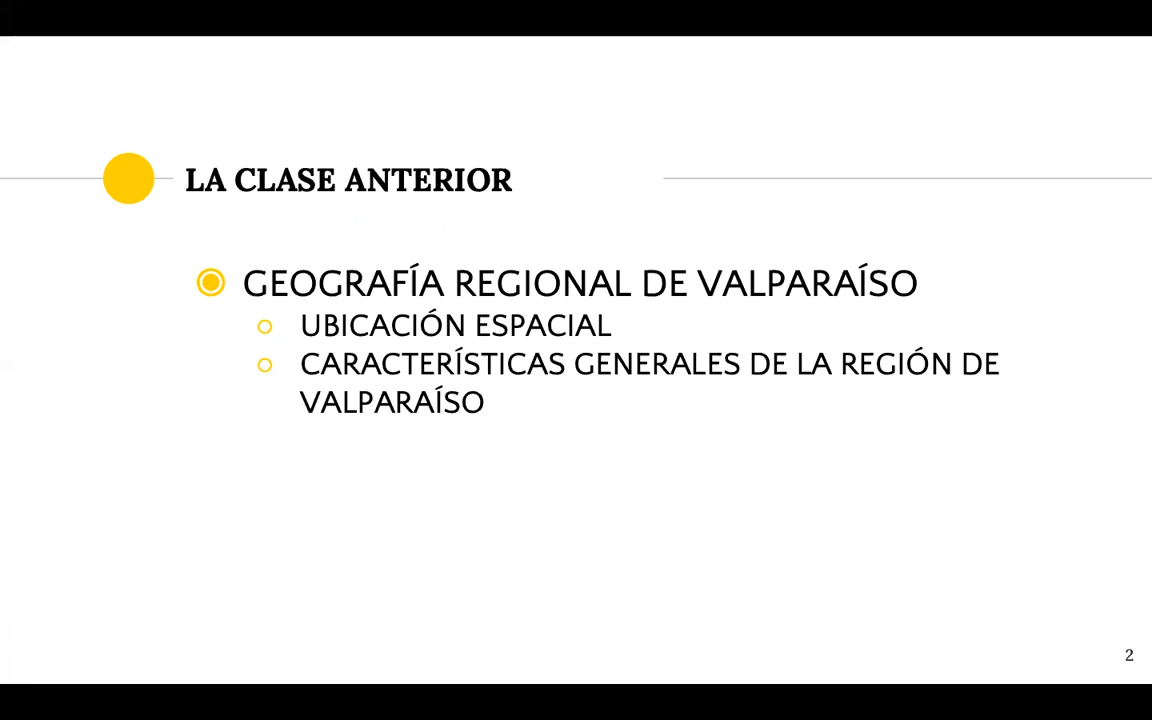 LA CLASE ANTERIOR
GEOGRAFÍA REGIONAL DE VALPARAÍSO
UBICACIÓN ESPACIAL
CARACTERÍSTICAS GENERALES DE LA REGIÓN DE
VALPARAÍSO
2